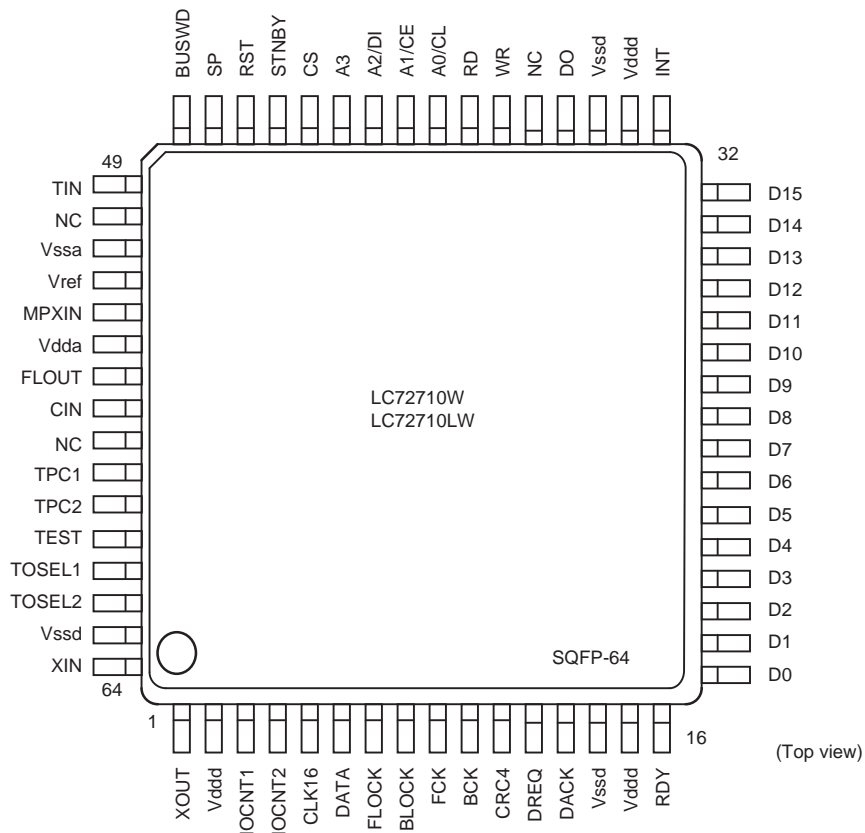 BUSWD
SP
RST
STNBY
CS
A3
A2/DI
A1/CE
A0/CL
RD
WR
NC
DO
Vssd
Vddd
INT
49
32
TIN
NC
Vssa
Vref
MPXIN
Vdda
FLOUT
CIN
NC
TPC1
TPC2
TEST
TOSEL1
TOSEL2
Vssd
XIN
64
LC72710W
LC72710LW
SQFP-64
D15
D14
D13
D12
D11
D10
D9
D8
D7
D6
D5
D4
D3
D2
D1
D0
1
16
(Top view)
XOUT
Vddd
IOCNT1
IOCNT2
CLK16
DATA
FLOCK
BLOCK
FCK
BCK
CRC4
DREQ
DACK
Vssd
Vddd
RDY